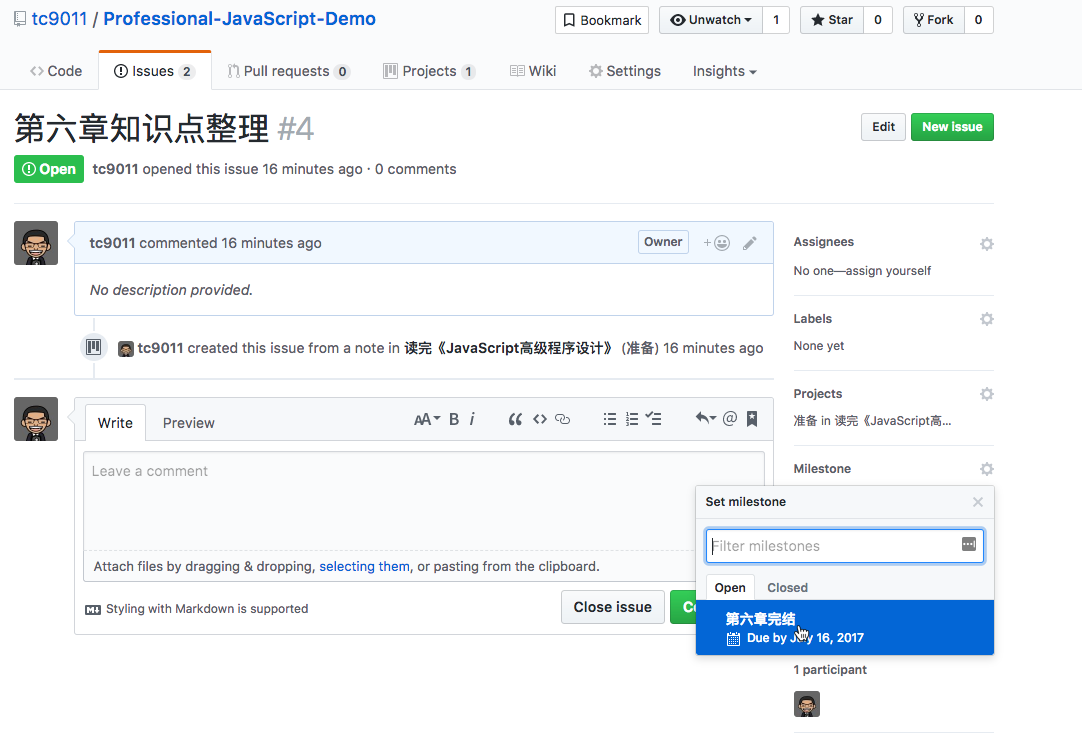 tc9011 / Professional-JavaScript-Demo
Bookmark
Unwatch 1
Star 0
Fork 0
Code
Issues 2
Pull requests 0
Projects 1
Wiki
Settings
Insights
第六章知识点整理 #4
Edit
New issue
Open
tc9011 opened this issue 16 minutes ago · 0 comments
tc9011 commented 16 minutes ago
Owner
No description provided.
tc9011 created this issue from a note in 读完《JavaScript高级程序设计》 (准备) 16 minutes ago
Write
Preview
AA B i
Leave a comment
Attach files by dragging & dropping, selecting them, or pasting from the clipboard.
Styling with Markdown is supported
Close issue
Assignees
No one—assign yourself
Labels
None yet
Projects
准备 in 读完《JavaScript高…
Milestone
Set milestone
Filter milestones
Open
Closed
第六章完结
Due by July 16, 2017
1 participant